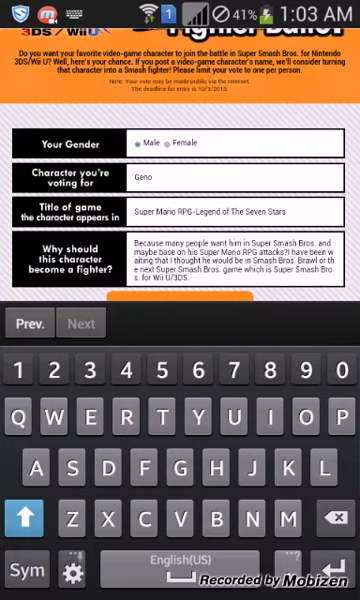 1
41%
1:03 AM
3DS / Wii U
Fighter Ballot
Do you want your favorite video-game character to join the battle in Super Smash Bros. for Nintendo
3DS/Wii U? Well, here's your chance. If you post a video-game character's name, we'll consider turning
that character into a Smash fighter! Please limit your vote to one per person.
Note: Your vote may be made public via the internet.
The deadline for entry is 10/3/2015.
Your Gender
Male Female
Character you're
voting for
Geno
Title of game
the character appears in
Super Mario RPG-Legend of The Seven Stars
Why should
this character
become a fighter?
Because many people want him in Super Smash Bros. and
maybe base on his Super Mario RPG attacks?I have been w
aiting that I thought he would be in Smash Bros. Brawl or th
e next Super Smash Bros. game which is Super Smash Bro
s. for Wii U/3DS.
Prev. Next
1 2 3 4 5 6 7 8 9 0
Q W E R T Y U I O P
A S D F G H J K L
Z X C V B N M
Sym English(US) ...?
Recorded by Mobizen